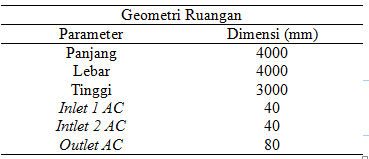 Geometri Ruangan
Parameter Dimensi (mm)
Panjang 4000
Lebar 4000
Tinggi 3000
Inlet 1 AC 40
Intlet 2 AC 40
Outlet AC 80